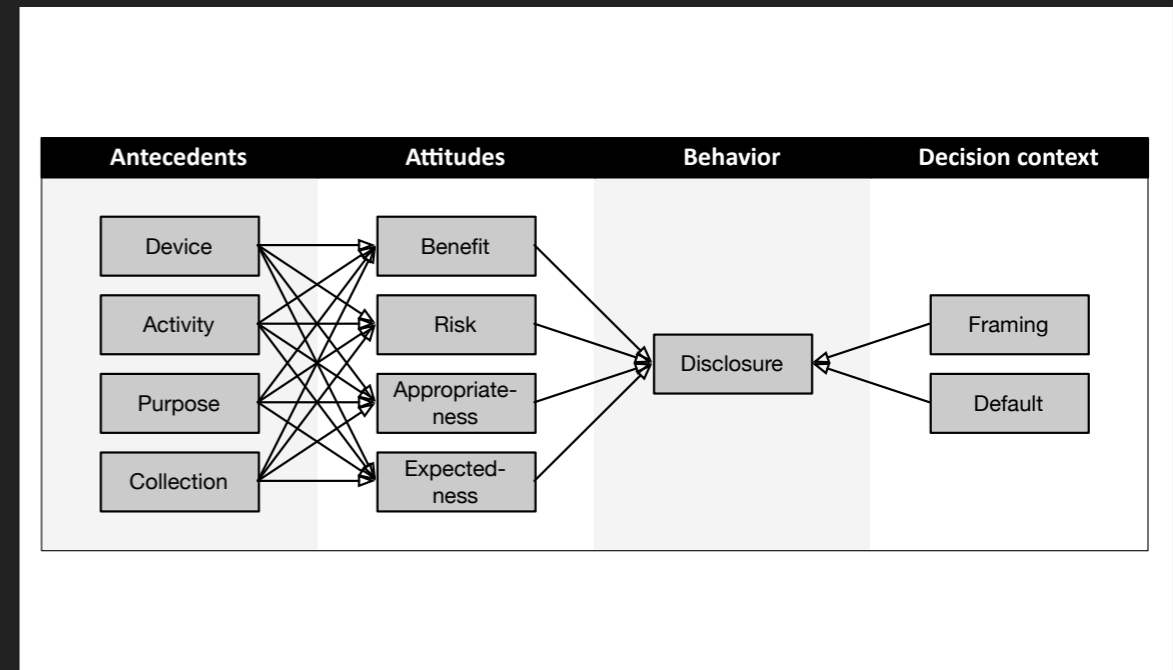 Antecedents Attitudes Behavior Decision context
Device
Activity
Purpose
Collection
Benefit
Risk
Appropriate-
ness
Expected-
ness
Disclosure
Framing
Default